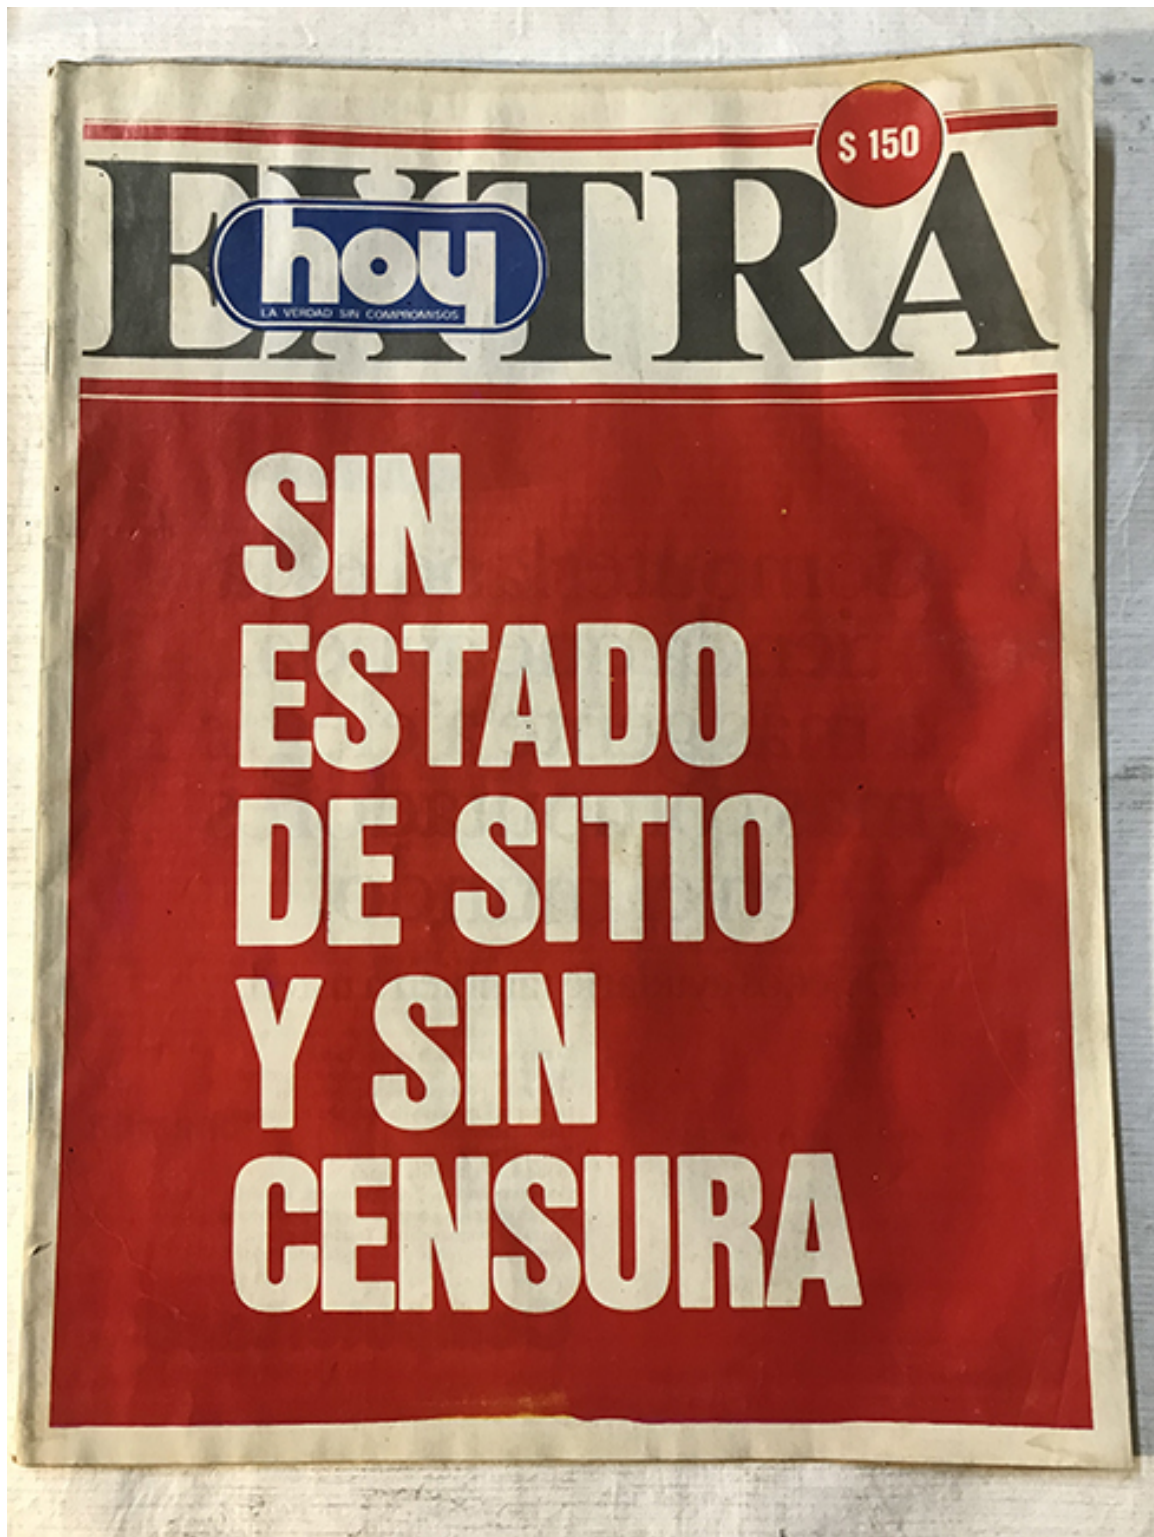 $ 150
EXTRA
hoy
LA VERDAD SIN COMPROMISOS
SIN
ESTADO
DE SITIO
Y SIN
CENSURA